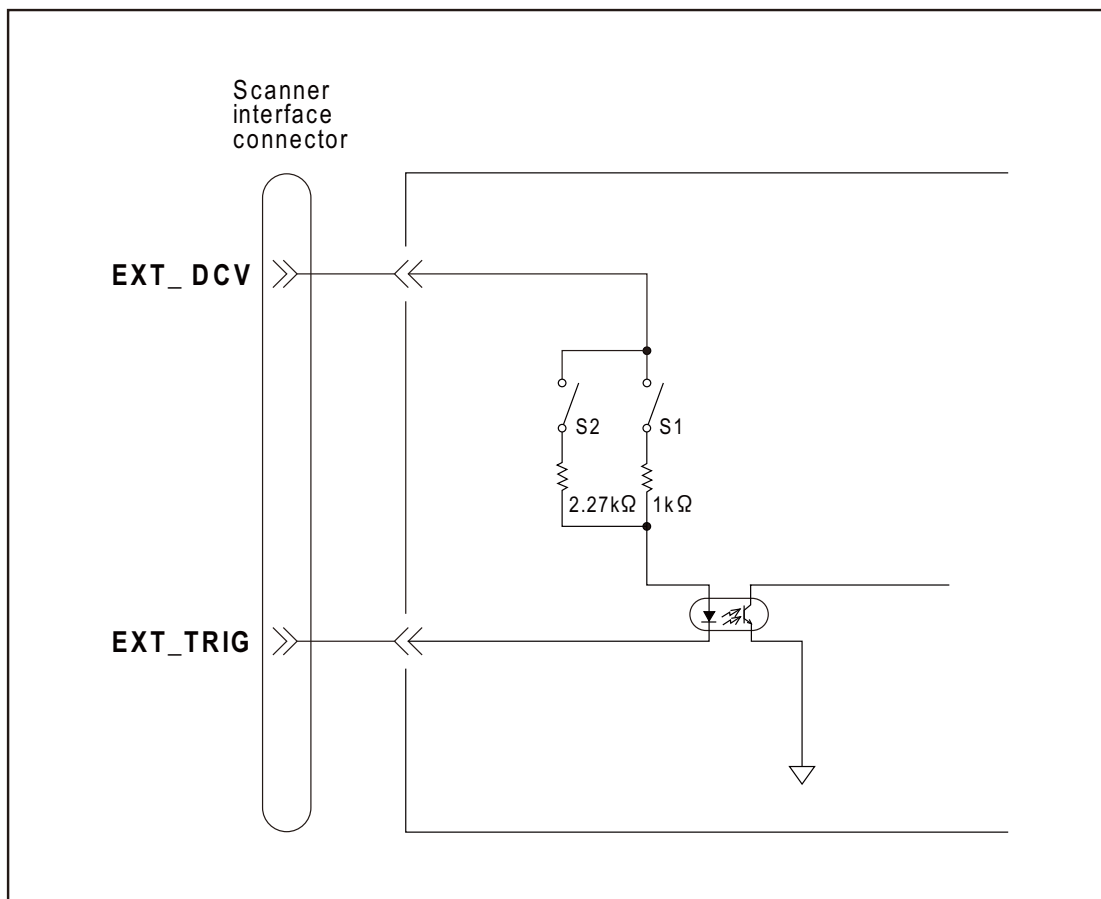 Scanner
interface
connector
EXT_ DCV
S2
S1
2.27kΩ
1kΩ
EXT_TRIG